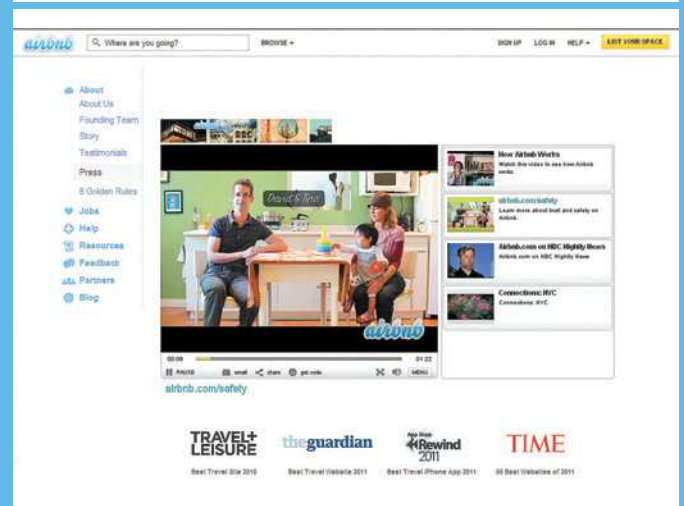 airbnb
Where are you going?
BROWSE
SIGN UP
LOG IN
HELP
LIST YOUR SPACE
About
About Us
Founding Team
Story
Testimonials
Press
6 Golden Rules
Jobs
Help
Resources
Feedback
Partners
Blog
airbnb
How Airbnb Works
Watch this video to see how Airbnb
works.
airbnb.com/safety
Learn more about trust and safety on
Airbnb.
Airbnb.com on NBC Nightly News
Airbnb.com on NBC Nightly News
Connections: NYC
Connections: NYC
00:08
01:22
PAUSE
email
share
get code
MENU
airbnb.com/safety
TRAVEL+
LEISURE
Best Travel Site 2010
theguardian
Best Travel Website 2011
App Store
Rewind
2011
Best Travel iPhone App 2011
TIME
50 Best Websites of 2011